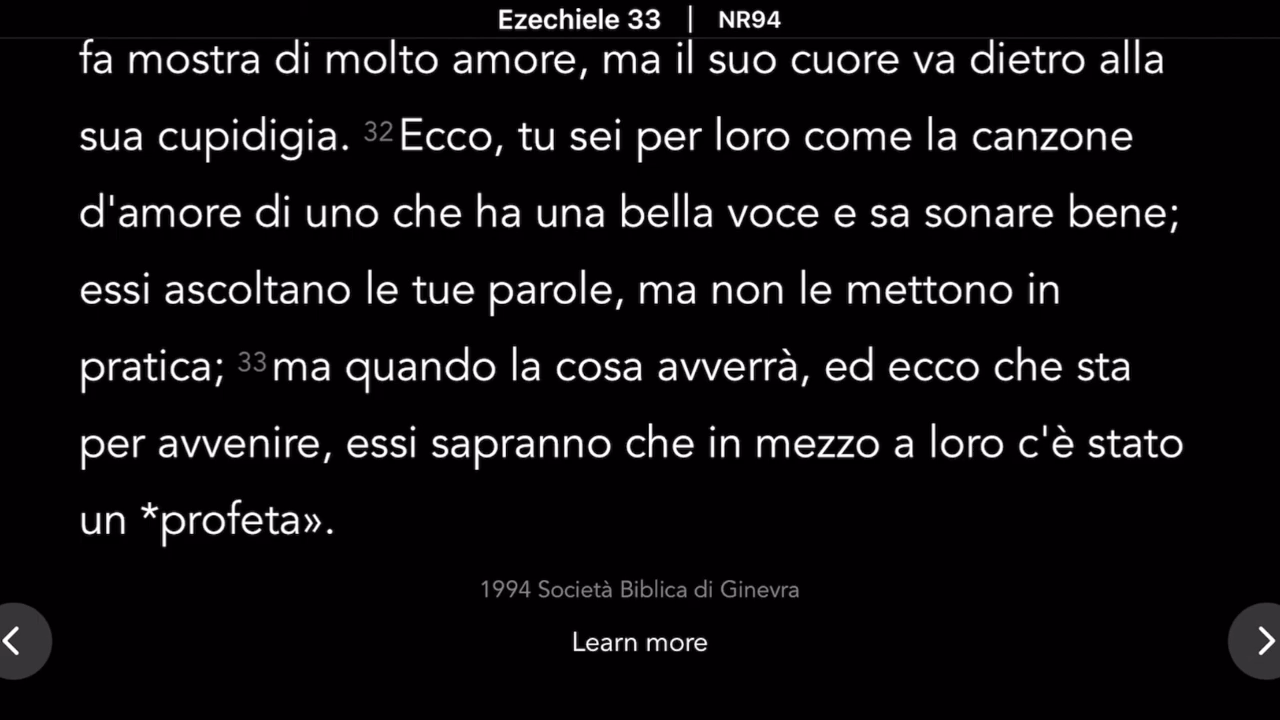 Ezechiele 33 | NR94
fa mostra di molto amore, ma il suo cuore va dietro alla
sua cupidigia. 32 Ecco, tu sei per loro come la canzone
d'amore di uno che ha una bella voce e sa sonare bene;
essi ascoltano le tue parole, ma non le mettono in
pratica; 33 ma quando la cosa avverrà, ed ecco che sta
per avvenire, essi sapranno che in mezzo a loro c'è stato
un *profeta».
1994 Società Biblica di Ginevra
Learn more